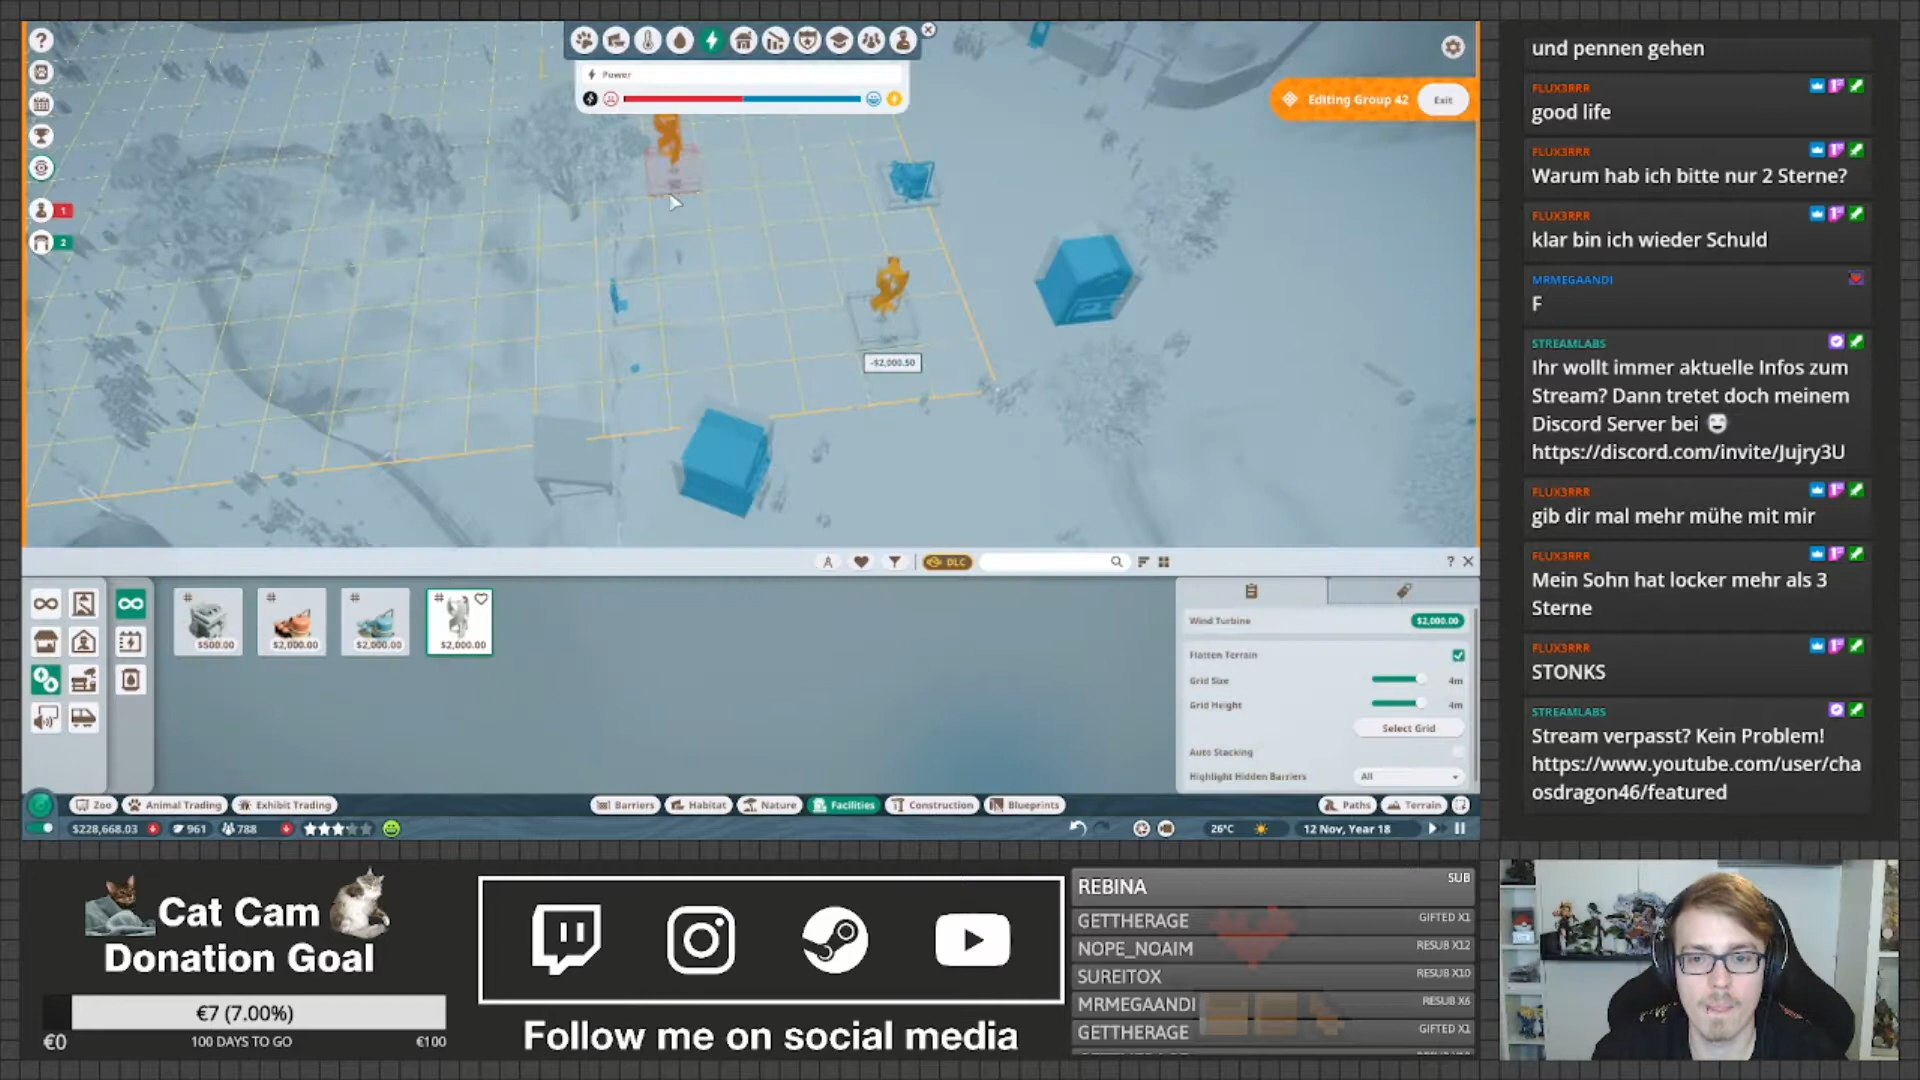 Power
Editing Group 42
Exit
?
1
2
-$2,000.50
DLC
? ×
$500.00
$2,000.00
$2,000.00
$2,000.00
Wind Turbine
$2,000.00
Flatten Terrain
Grid Size
4m
Grid Height
4m
Select Grid
Auto Stacking
Highlight Hidden Barriers
All
Zoo
Animal Trading
Exhibit Trading
Barriers
Habitat
Nature
Facilities
Construction
Blueprints
Paths
Terrain
$228,668.03
961
788
26°C
12 Nov, Year 18
und pennen gehen
FLUX3RRR
good life
FLUX3RRR
Warum hab ich bitte nur 2 Sterne?
FLUX3RRR
klar bin ich wieder Schuld
MRMEGAANDI
F
STREAMLABS
Ihr wollt immer aktuelle Infos zum
Stream? Dann tretet doch meinem
Discord Server bei
https://discord.com/invite/Jujry3U
FLUX3RRR
gib dir mal mehr mühe mit mir
FLUX3RRR
Mein Sohn hat locker mehr als 3
Sterne
FLUX3RRR
STONKS
STREAMLABS
Stream verpasst? Kein Problem!
https://www.youtube.com/user/cha
osdragon46/featured
Cat Cam
Donation Goal
€7 (7.00%)
€0
100 DAYS TO GO
€100
Follow me on social media
REBINA
SUB
GETTHERAGE
GIFTED X1
NOPE_NOAIM
RESUB X12
SUREITOX
RESUB X10
MRMEGAANDI
RESUB X6
GETTHERAGE
GIFTED X1